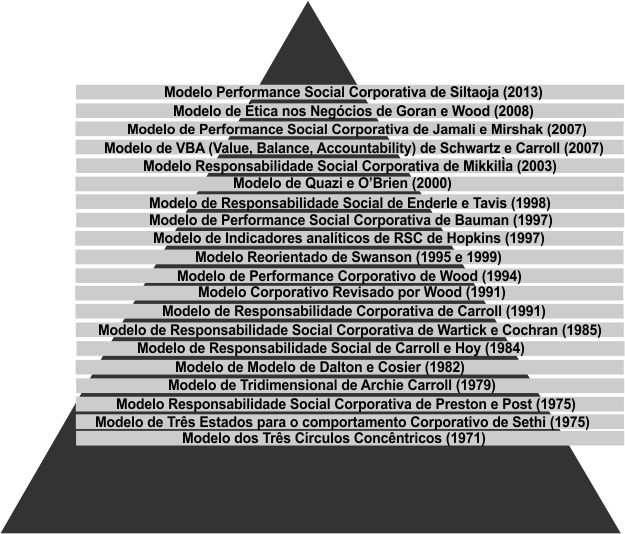 Modelo Performance Social Corporativa de Siltaoja (2013)
Modelo de Ética nos Negócios de Goran e Wood (2008)
Modelo de Performance Social Corporativa de Jamali e Mirshak (2007)
Modelo de VBA (Value, Balance, Accountability) de Schwartz e Carroll (2007)
Modelo Responsabilidade Social Corporativa de Mikkilla (2003)
Modelo de Quazi e O’Brien (2000)
Modelo de Responsabilidade Social de Enderle e Tavis (1998)
Modelo de Performance Social Corporativa de Bauman (1997)
Modelo de Indicadores analíticos de RSC de Hopkins (1997)
Modelo Reorientado de Swanson (1995 e 1999)
Modelo de Performance Corporativo de Wood (1994)
Modelo Corporativo Revisado por Wood (1991)
Modelo de Responsabilidade Corporativa de Carroll (1991)
Modelo de Responsabilidade Social Corporativa de Wartick e Cochran (1985)
Modelo de Responsabilidade Social de Carroll e Hoy (1984)
Modelo de Modelo de Dalton e Cosier (1982)
Modelo de Tridimensional de Archie Carroll (1979)
Modelo Responsabilidade Social Corporativa de Preston e Post (1975)
Modelo de Três Estados para o comportamento Corporativo de Sethi (1975)
Modelo dos Três Círculos Concêntricos (1971)